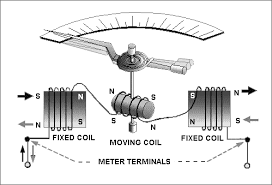 S N N S
N S S N
N S
S N
FIXED COIL MOVING COIL FIXED COIL
METER TERMINALS